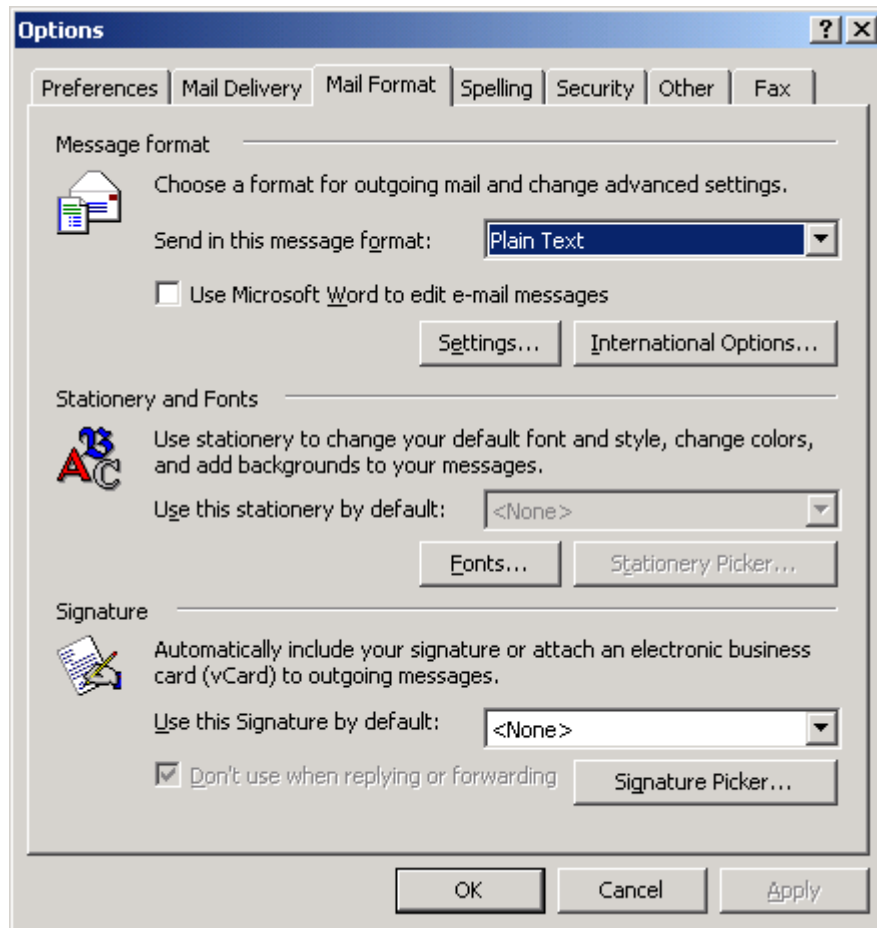 Options
Preferences Mail Delivery Mail Format Spelling Security Other Fax
Message format
Choose a format for outgoing mail and change advanced settings.
Send in this message format: Plain Text
Use Microsoft Word to edit e-mail messages
Settings... International Options...
Stationery and Fonts
Use stationery to change your default font and style, change colors,
and add backgrounds to your messages.
Use this stationery by default: <None>
Fonts... Stationery Picker...
Signature
Automatically include your signature or attach an electronic business
card (vCard) to outgoing messages.
Use this Signature by default: <None>
Don't use when replying or forwarding Signature Picker...
OK Cancel Apply